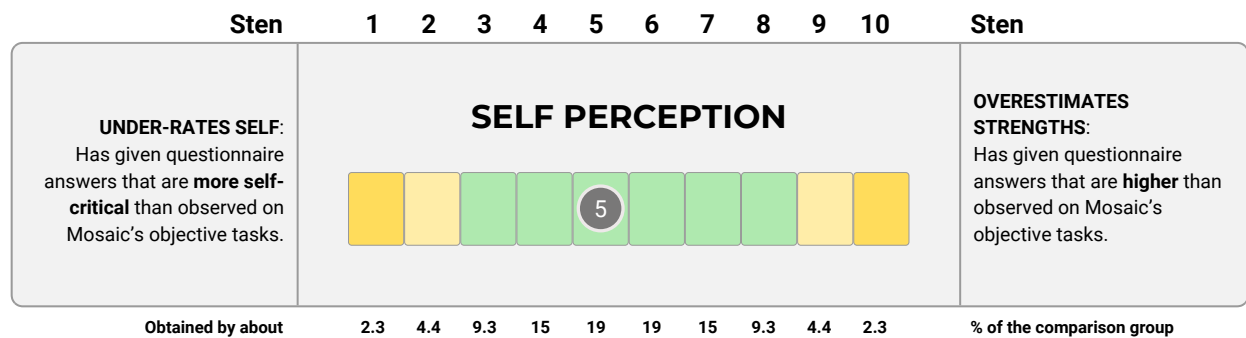 Sten 1 2 3 4 5 6 7 8 9 10 Sten
UNDER-RATES SELF:
Has given questionnaire
answers that are more self-
critical than observed on
Mosaic's objective tasks.
SELF PERCEPTION
5
OVERESTIMATES
STRENGTHS:
Has given questionnaire
answers that are higher than
observed on Mosaic's
objective tasks.
Obtained by about 2.3 4.4 9.3 15 19 19 15 9.3 4.4 2.3 % of the comparison group